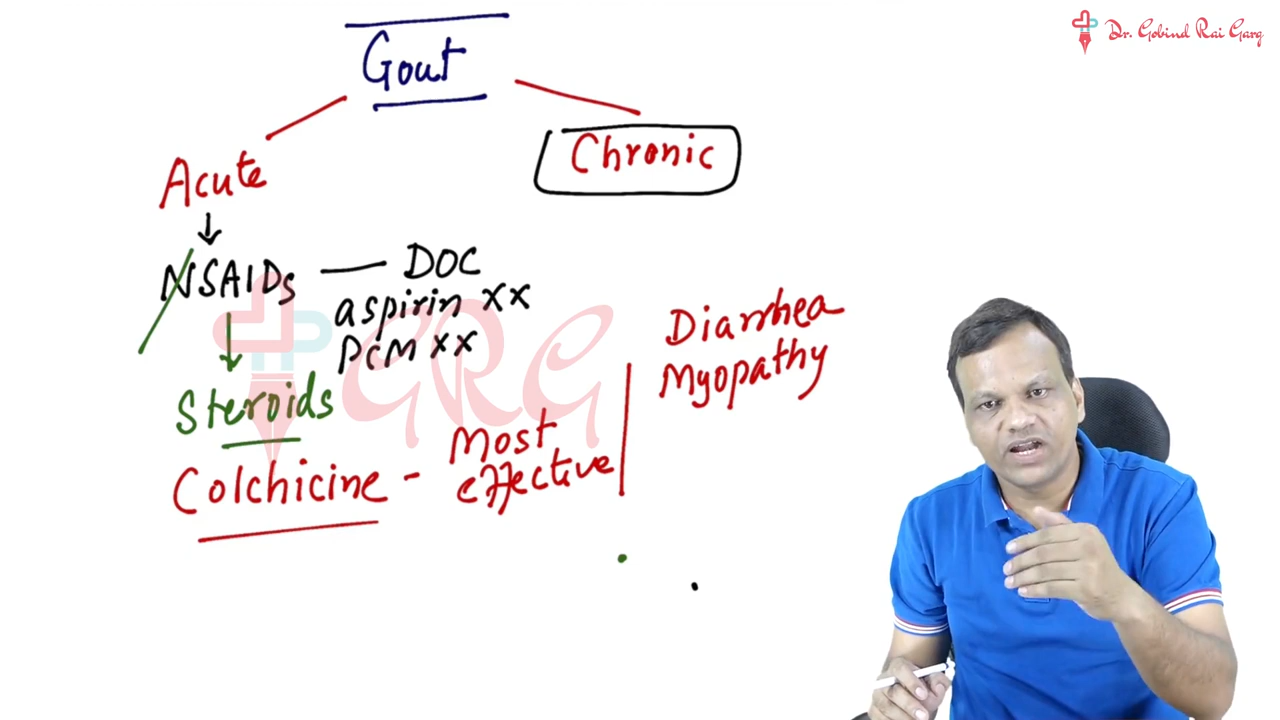 Dr. Gobind Rai Garg
Gout
Acute
Chronic
NSAIDs — DOC
aspirin xx
PCM xx
Steroids
Colchicine - Most effective
Diarrhea
Myopathy
GRG